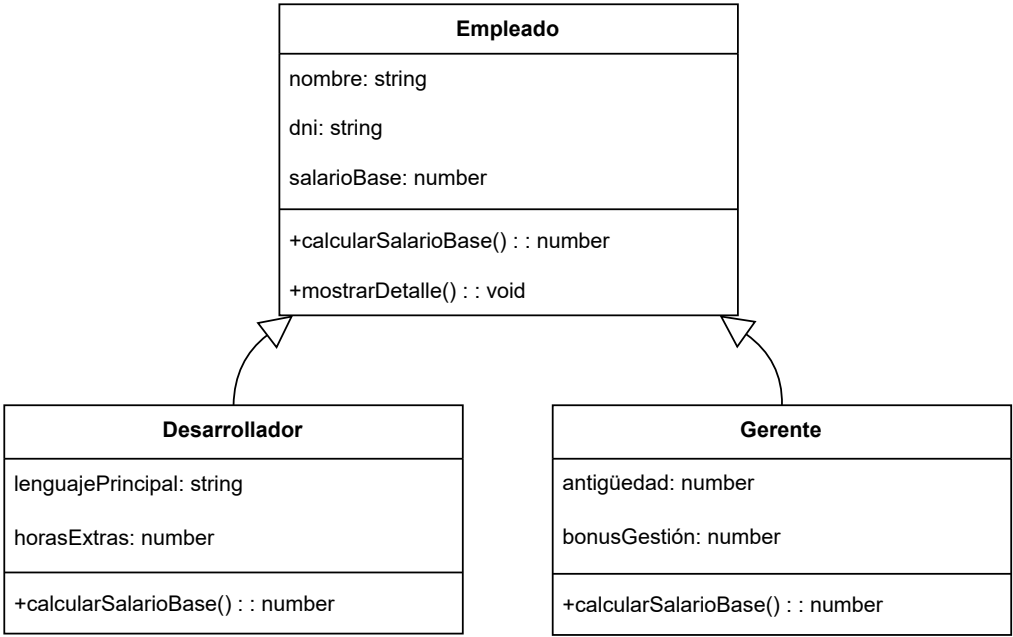 Empleado
nombre: string
dni: string
salarioBase: number
+calcularSalarioBase() : : number
+mostrarDetalle() : : void
Desarrollador
lenguajePrincipal: string
horasExtras: number
+calcularSalarioBase() : : number
Gerente
antigüedad: number
bonusGestión: number
+calcularSalarioBase() : : number